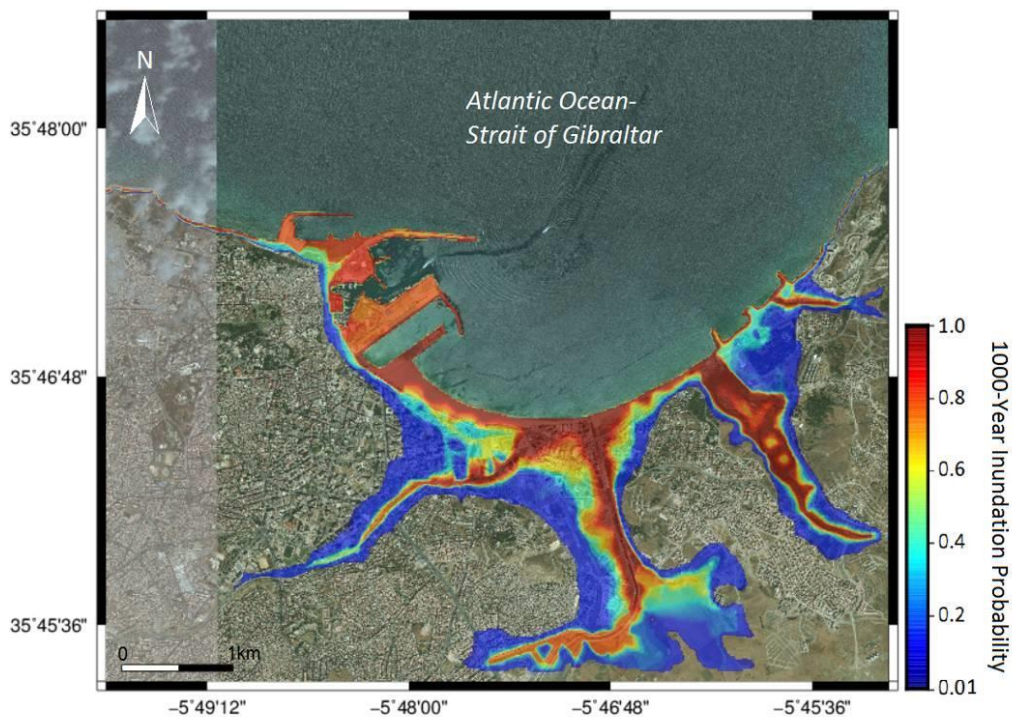 N
Atlantic Ocean-
Strait of Gibraltar
35˚48'00"
35˚46'48"
35˚45'36"
0 1km
−5˚49'12"
−5˚48'00"
−5˚46'48"
−5˚45'36"
1.0
0.8
0.6
0.4
0.2
0.01
1000-Year Inundation Probability